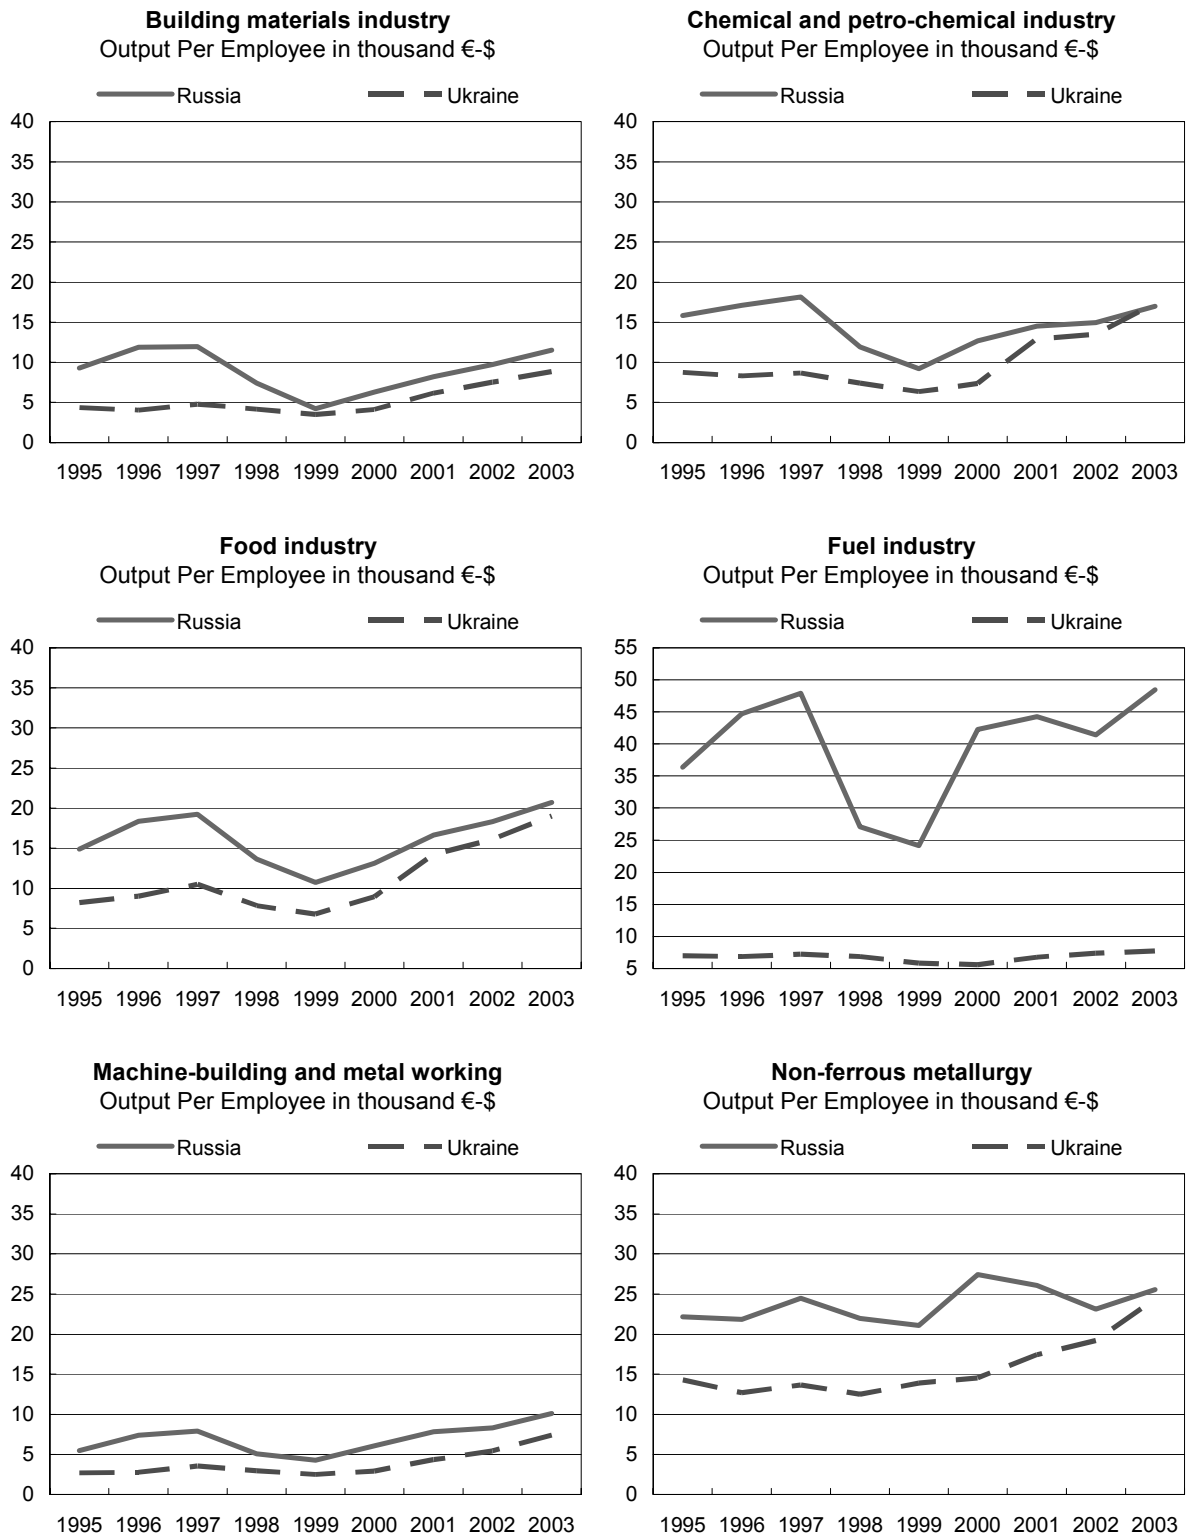 Building materials industry
Output Per Employee in thousand €-$
Russia
Ukraine
40
35
30
25
20
15
10
5
0
1995 1996 1997 1998 1999 2000 2001 2002 2003
Chemical and petro-chemical industry
Output Per Employee in thousand €-$
Russia
Ukraine
40
35
30
25
20
15
10
5
0
1995 1996 1997 1998 1999 2000 2001 2002 2003
Food industry
Output Per Employee in thousand €-$
Russia
Ukraine
40
35
30
25
20
15
10
5
0
1995 1996 1997 1998 1999 2000 2001 2002 2003
Fuel industry
Output Per Employee in thousand €-$
Russia
Ukraine
55
50
45
40
35
30
25
20
15
10
5
1995 1996 1997 1998 1999 2000 2001 2002 2003
Machine-building and metal working
Output Per Employee in thousand €-$
Russia
Ukraine
40
35
30
25
20
15
10
5
0
1995 1996 1997 1998 1999 2000 2001 2002 2003
Non-ferrous metallurgy
Output Per Employee in thousand €-$
Russia
Ukraine
40
35
30
25
20
15
10
5
0
1995 1996 1997 1998 1999 2000 2001 2002 2003